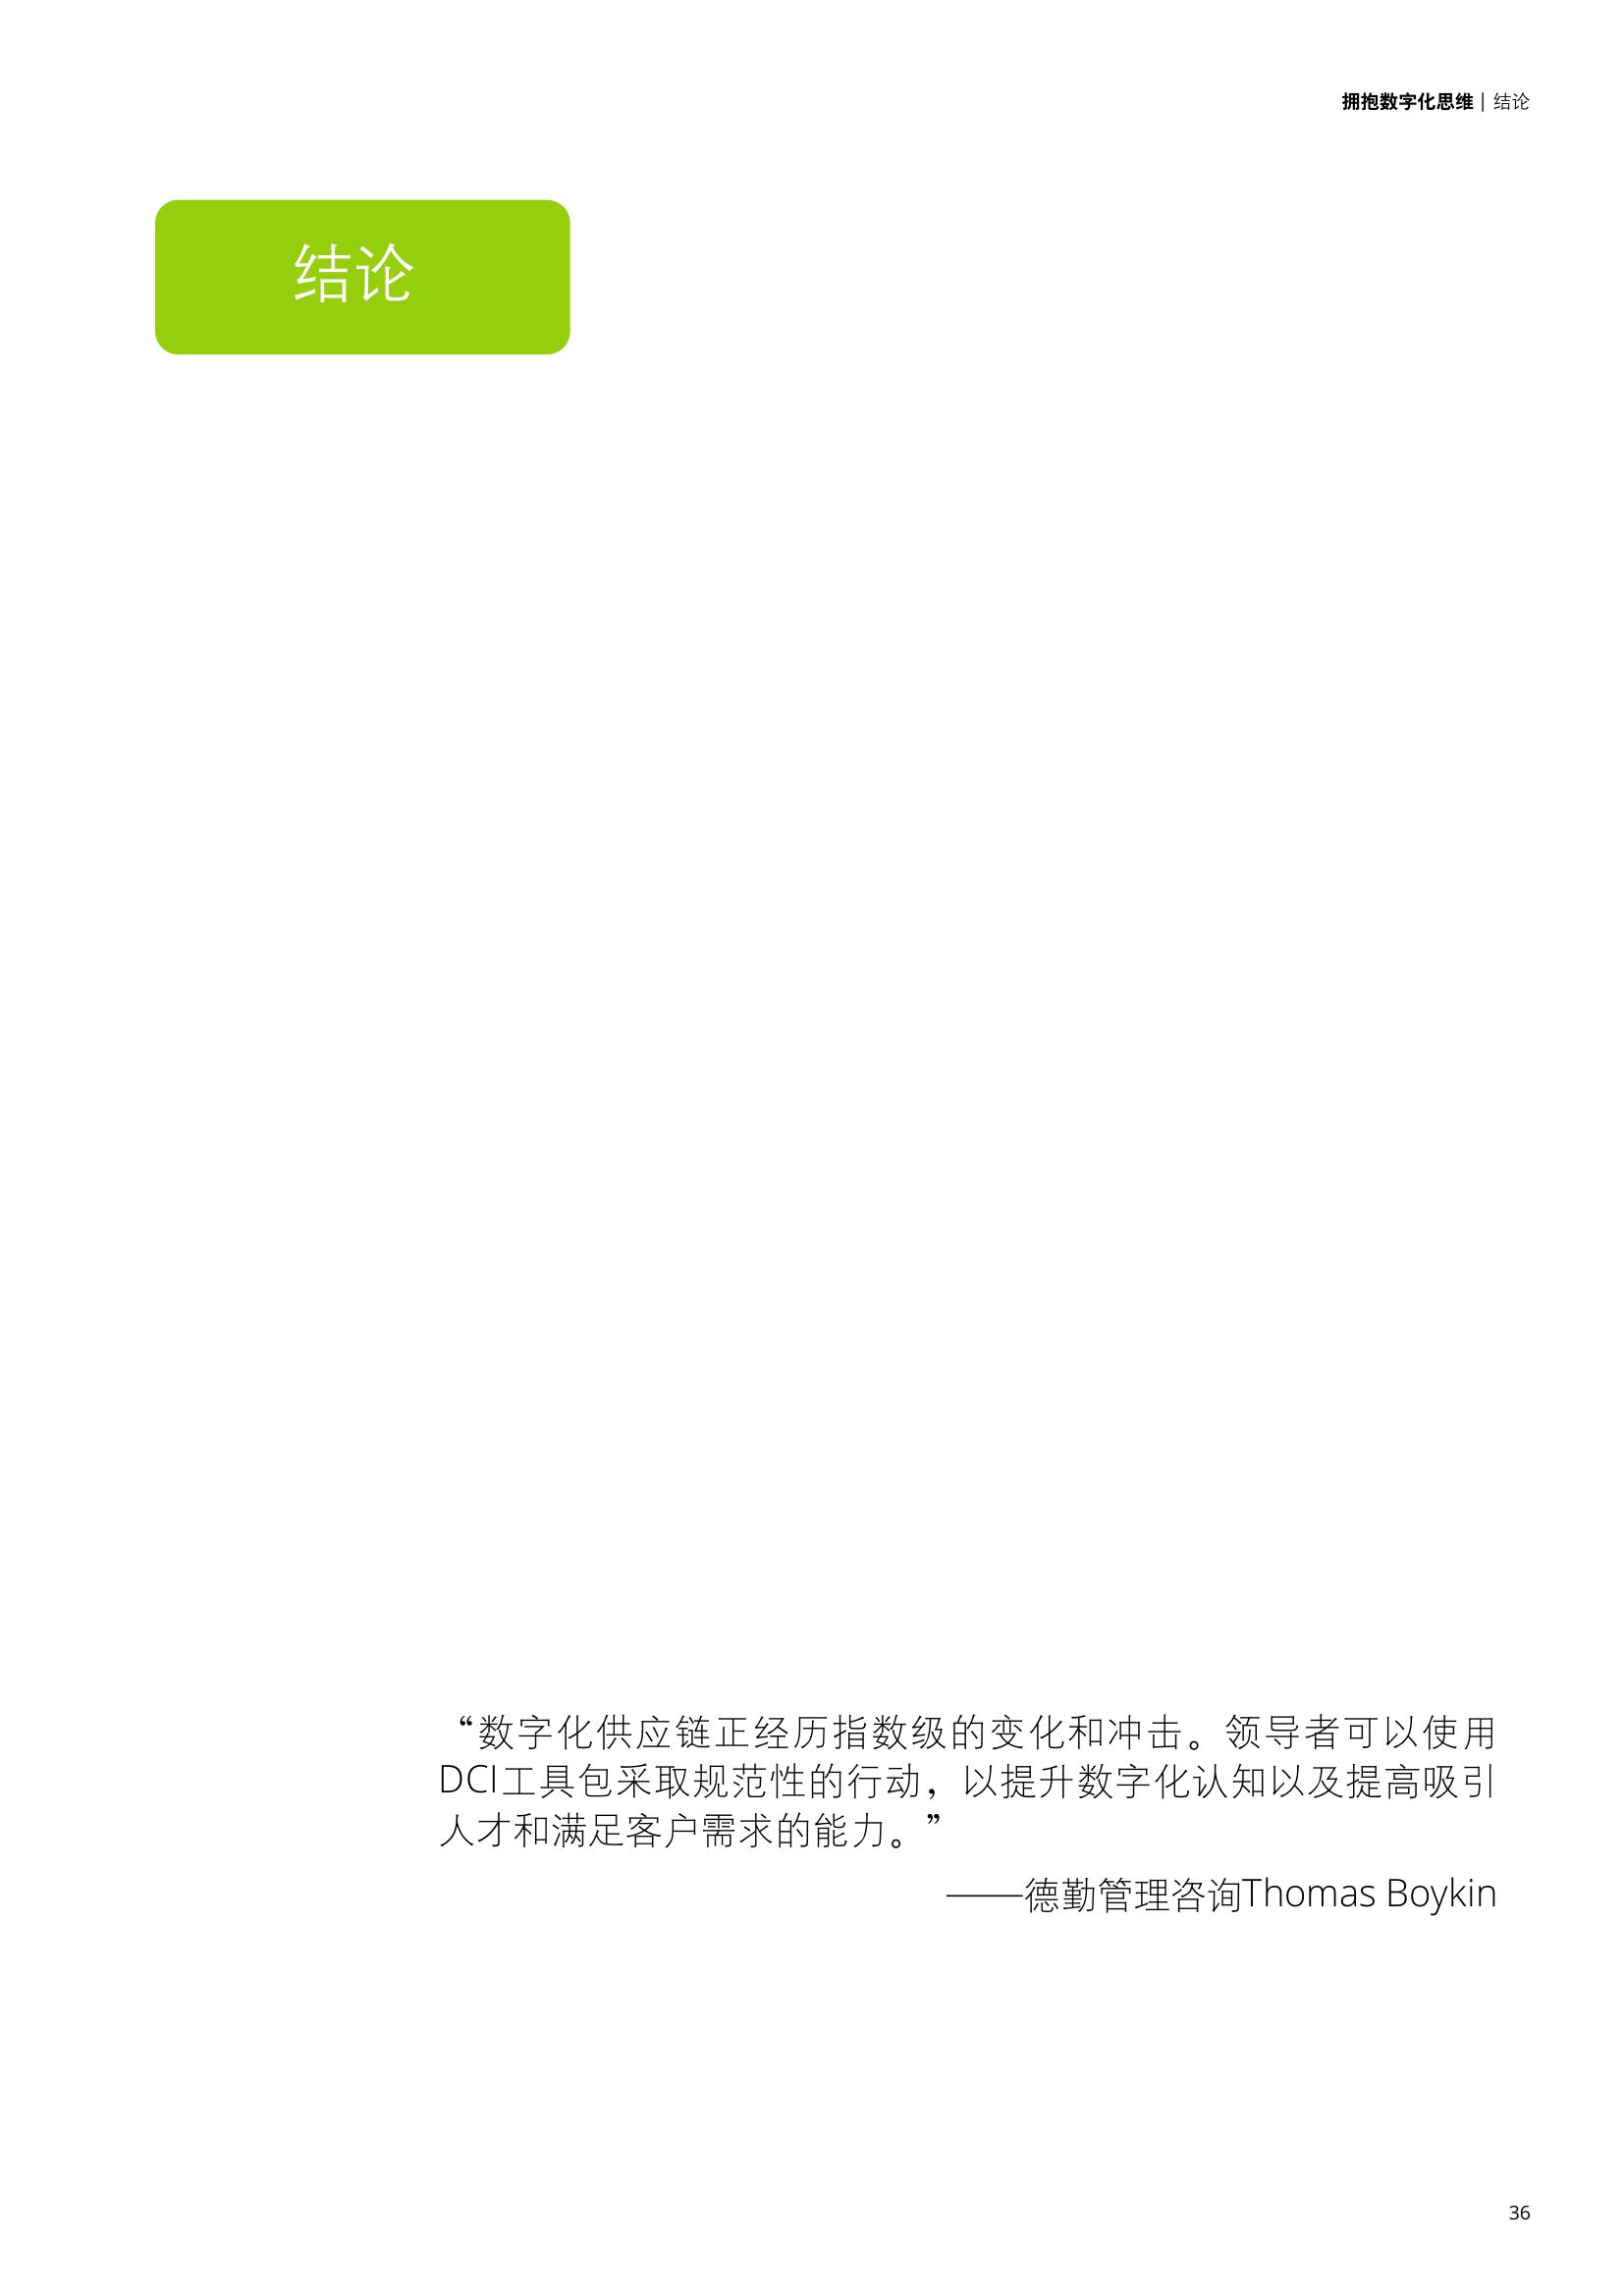 拥抱数字化思维 | 结论
结论
“数字化供应链正经历指数级的变化和冲击。领导者可以使用
DCI工具包采取规范性的行动，以提升数字化认知以及提高吸引
人才和满足客户需求的能力。”
——德勤管理咨询Thomas Boykin
36